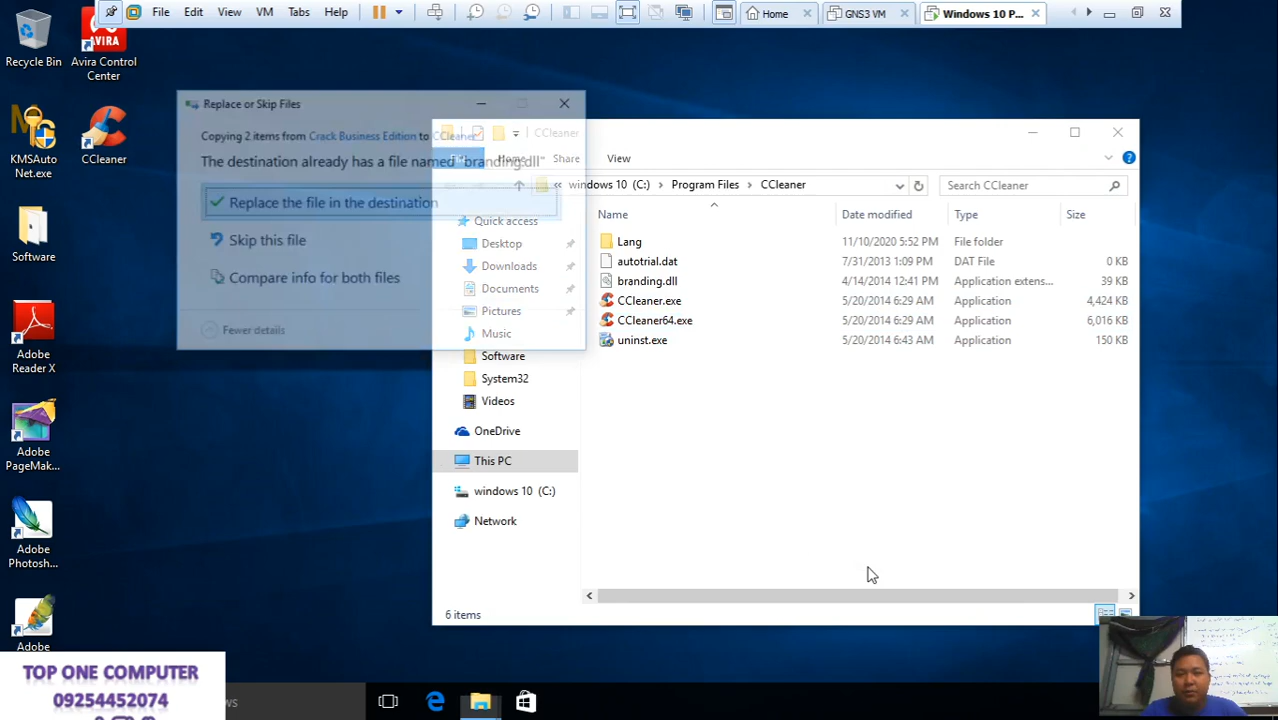 File Edit View VM Tabs Help
Home
GNS3 VM
Windows 10 P...
Recycle Bin
Avira Control
Center
KMSAuto
Net.exe
CCleaner
Software
Adobe
Reader X
Adobe
PageMak...
Adobe
Photosh...
Adobe
Replace or Skip Files
Copying 2 items from Crack Business Edition to CCleaner
The destination already has a file named "branding.dll"
Replace the file in the destination
Skip this file
Compare info for both files
Fewer details
CCleaner
File Home Share View
« windows 10 (C:) > Program Files > CCleaner
Search CCleaner
Quick access
Desktop
Downloads
Documents
Pictures
Music
Software
System32
Videos
OneDrive
This PC
windows 10 (C:)
Network
Name Date modified Type Size
Lang 11/10/2020 5:52 PM File folder
autotrial.dat 7/31/2013 1:09 PM DAT File 0 KB
branding.dll 4/14/2014 12:41 PM Application extens... 39 KB
CCleaner.exe 5/20/2014 6:29 AM Application 4,424 KB
CCleaner64.exe 5/20/2014 6:29 AM Application 6,016 KB
uninst.exe 5/20/2014 6:43 AM Application 150 KB
6 items
TOP ONE COMPUTER
09254452074